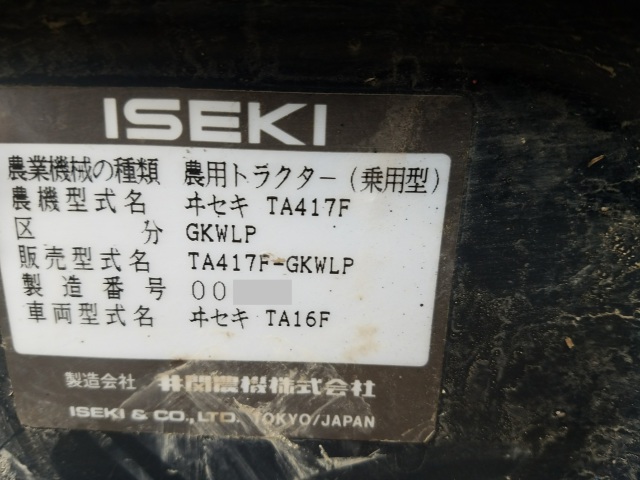 ISEKI
農業機械の種類 農用トラクター(乗用型)
農機型式名 ヰセキ TA417F
区分 GKWLP
販売型式名 TA417F-GKWLP
製造番号 00
車両型式名 ヰセキ TA16F
製造会社 井関農機株式会社
ISEKI & CO., LTD. TOKYO/JAPAN